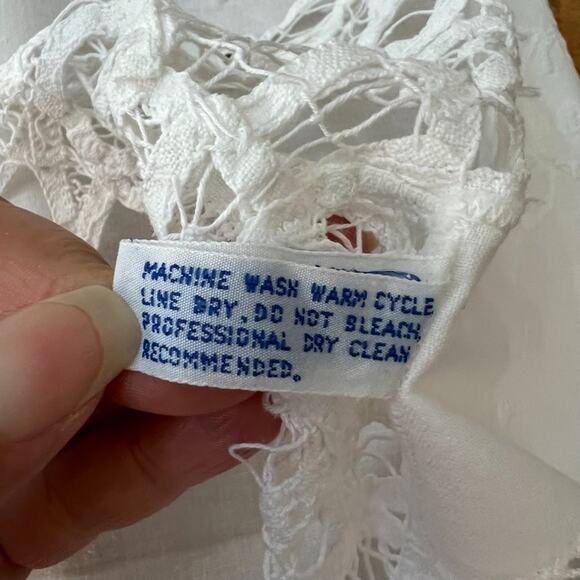 MACHINE WASH WARM CYCLE
LINE DRY. DO NOT BLEACH,
PROFESSIONAL DRY CLEAN
RECOMMENDED.